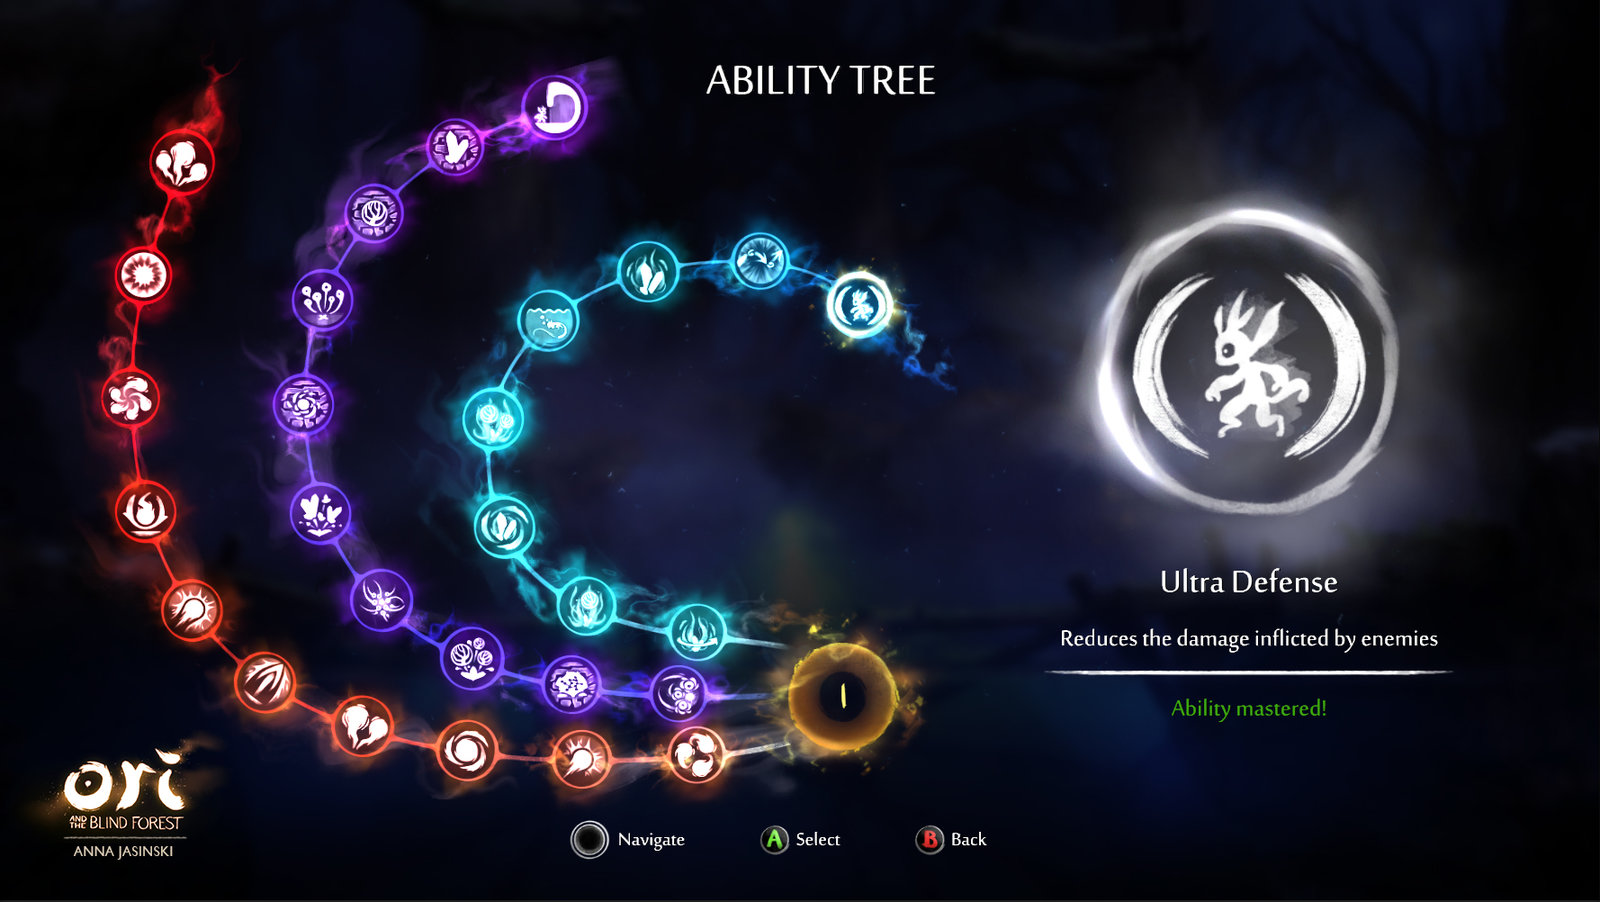 ABILITY TREE
1
Ultra Defense
Reduces the damage inflicted by enemies
Ability mastered!
ori
AND THE BLIND FOREST
ANNA JASINSKI
Navigate
A Select
B Back